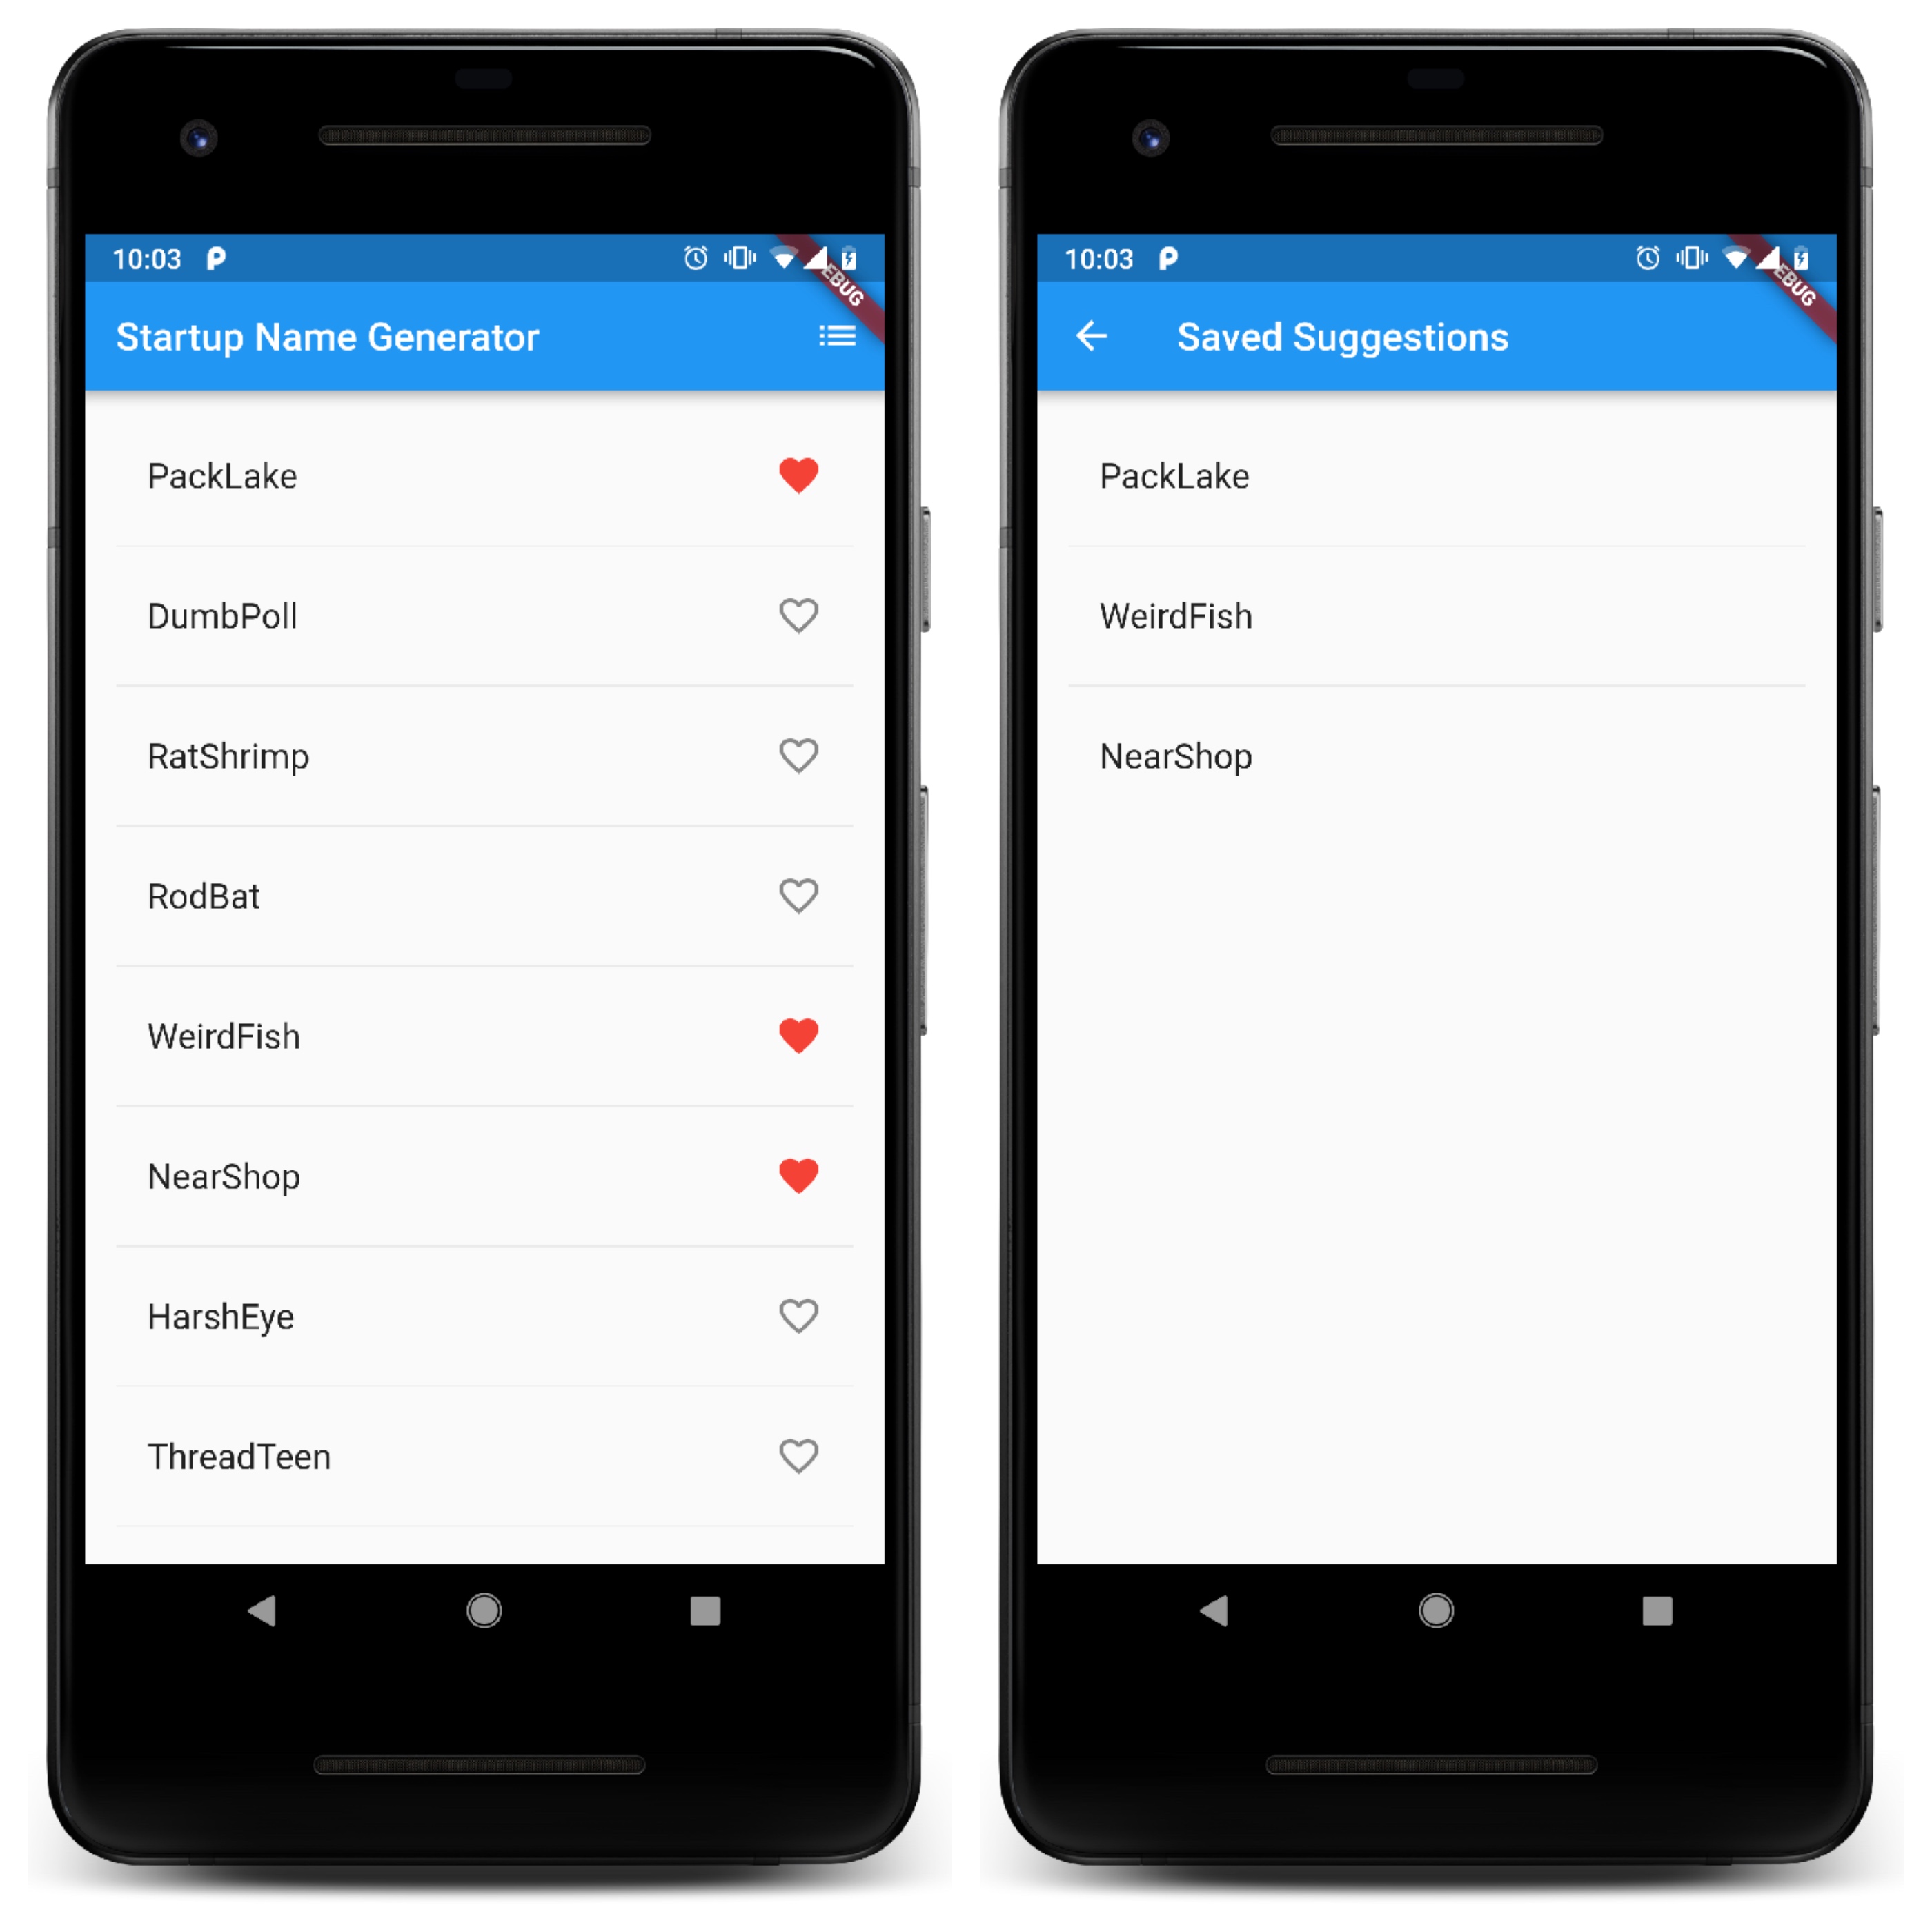 10:03
EBUG
Startup Name Generator
PackLake
DumbPoll
RatShrimp
RodBat
WeirdFish
NearShop
HarshEye
ThreadTeen
10:03
EBUG
Saved Suggestions
PackLake
WeirdFish
NearShop